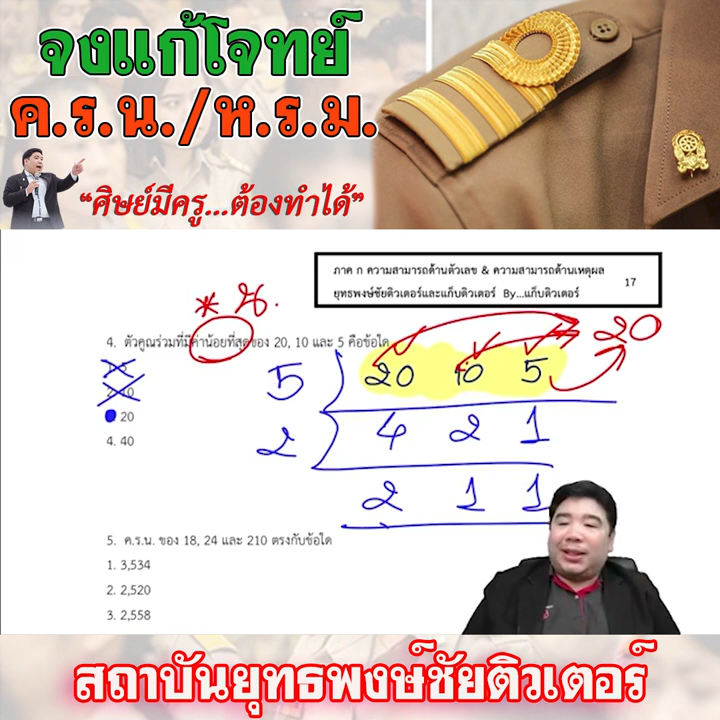 จงแก้โจทย์
ค.ร.น./ห.ร.ม.
“ศิษย์มีครู...ต้องทำได้”
ภาค ก ความสามารถด้านตัวเลข & ความสามารถด้านเหตุผล
ยุทธพงษ์ชัยติวเตอร์และแก็บติวเตอร์ By...แก็บติวเตอร์
17
* น.
4. ตัวคูณร่วมที่มีค่าน้อยที่สุดของ 20, 10 และ 5 คือข้อใด
20
1. 5
5 20 10 5
2. 10
20
2 4 2 1
4. 40
2 1 1
5. ค.ร.น. ของ 18, 24 และ 210 ตรงกับข้อใด
1. 3,534
2. 2,520
3. 2,558
สถาบันยุทธพงษ์ชัยติวเตอร์